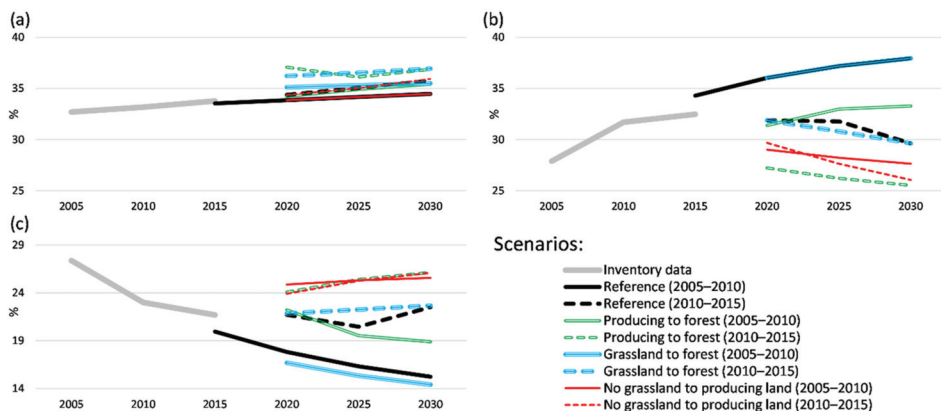 (a)
40
35
%
30
25
2005 2010 2015 2020 2025 2030
(b)
40
35
%
30
25
2005 2010 2015 2020 2025 2030
(c)
29
24
%
19
14
2005 2010 2015 2020 2025 2030
Scenarios:
Inventory data
Reference (2005–2010)
Reference (2010–2015)
Producing to forest (2005–2010)
Producing to forest (2010–2015)
Grassland to forest (2005–2010)
Grassland to forest (2010–2015)
No grassland to producing land (2005–2010)
No grassland to producing land (2010–2015)